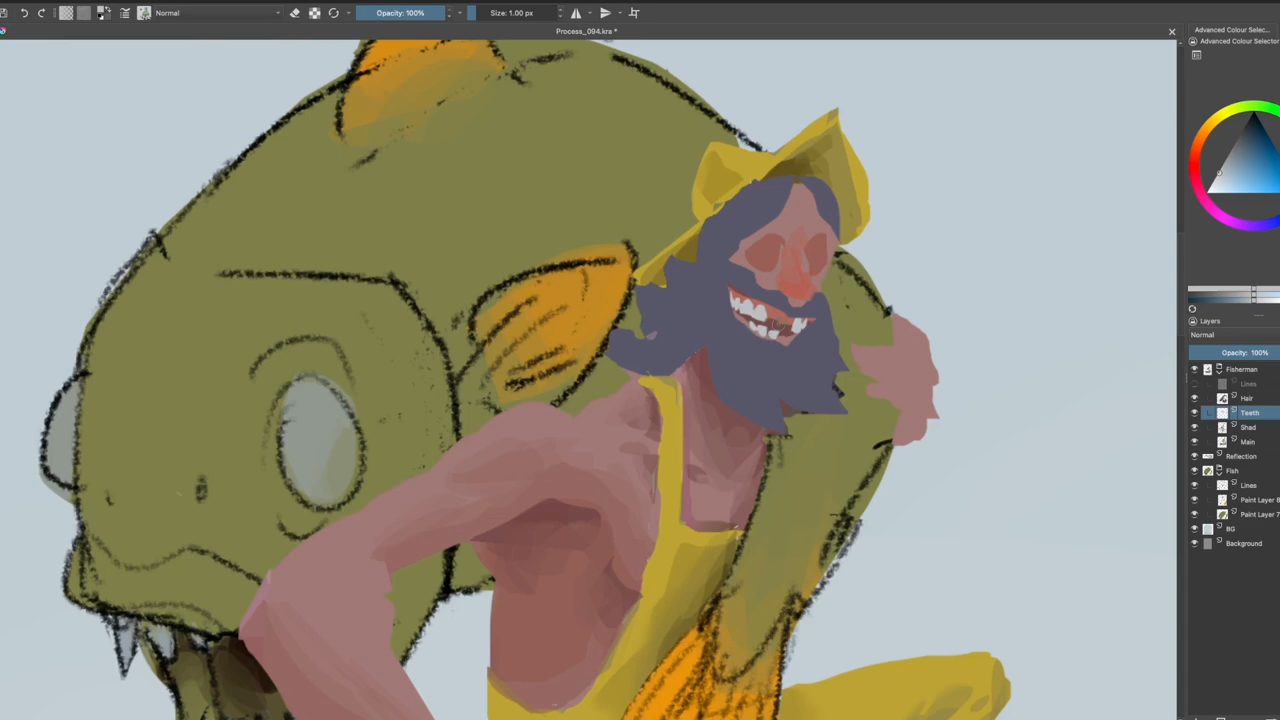 Normal
Opacity: 100%
Size: 1.00 px
Process_094.kra *
Advanced Colour Selec...
Advanced Colour Selector
Layers
Normal
Opacity: 100%
Fisherman
Lines
Hair
Teeth
Shad
Main
Reflection
Fish
Lines
Paint Layer 8
Paint Layer 7
BG
Background